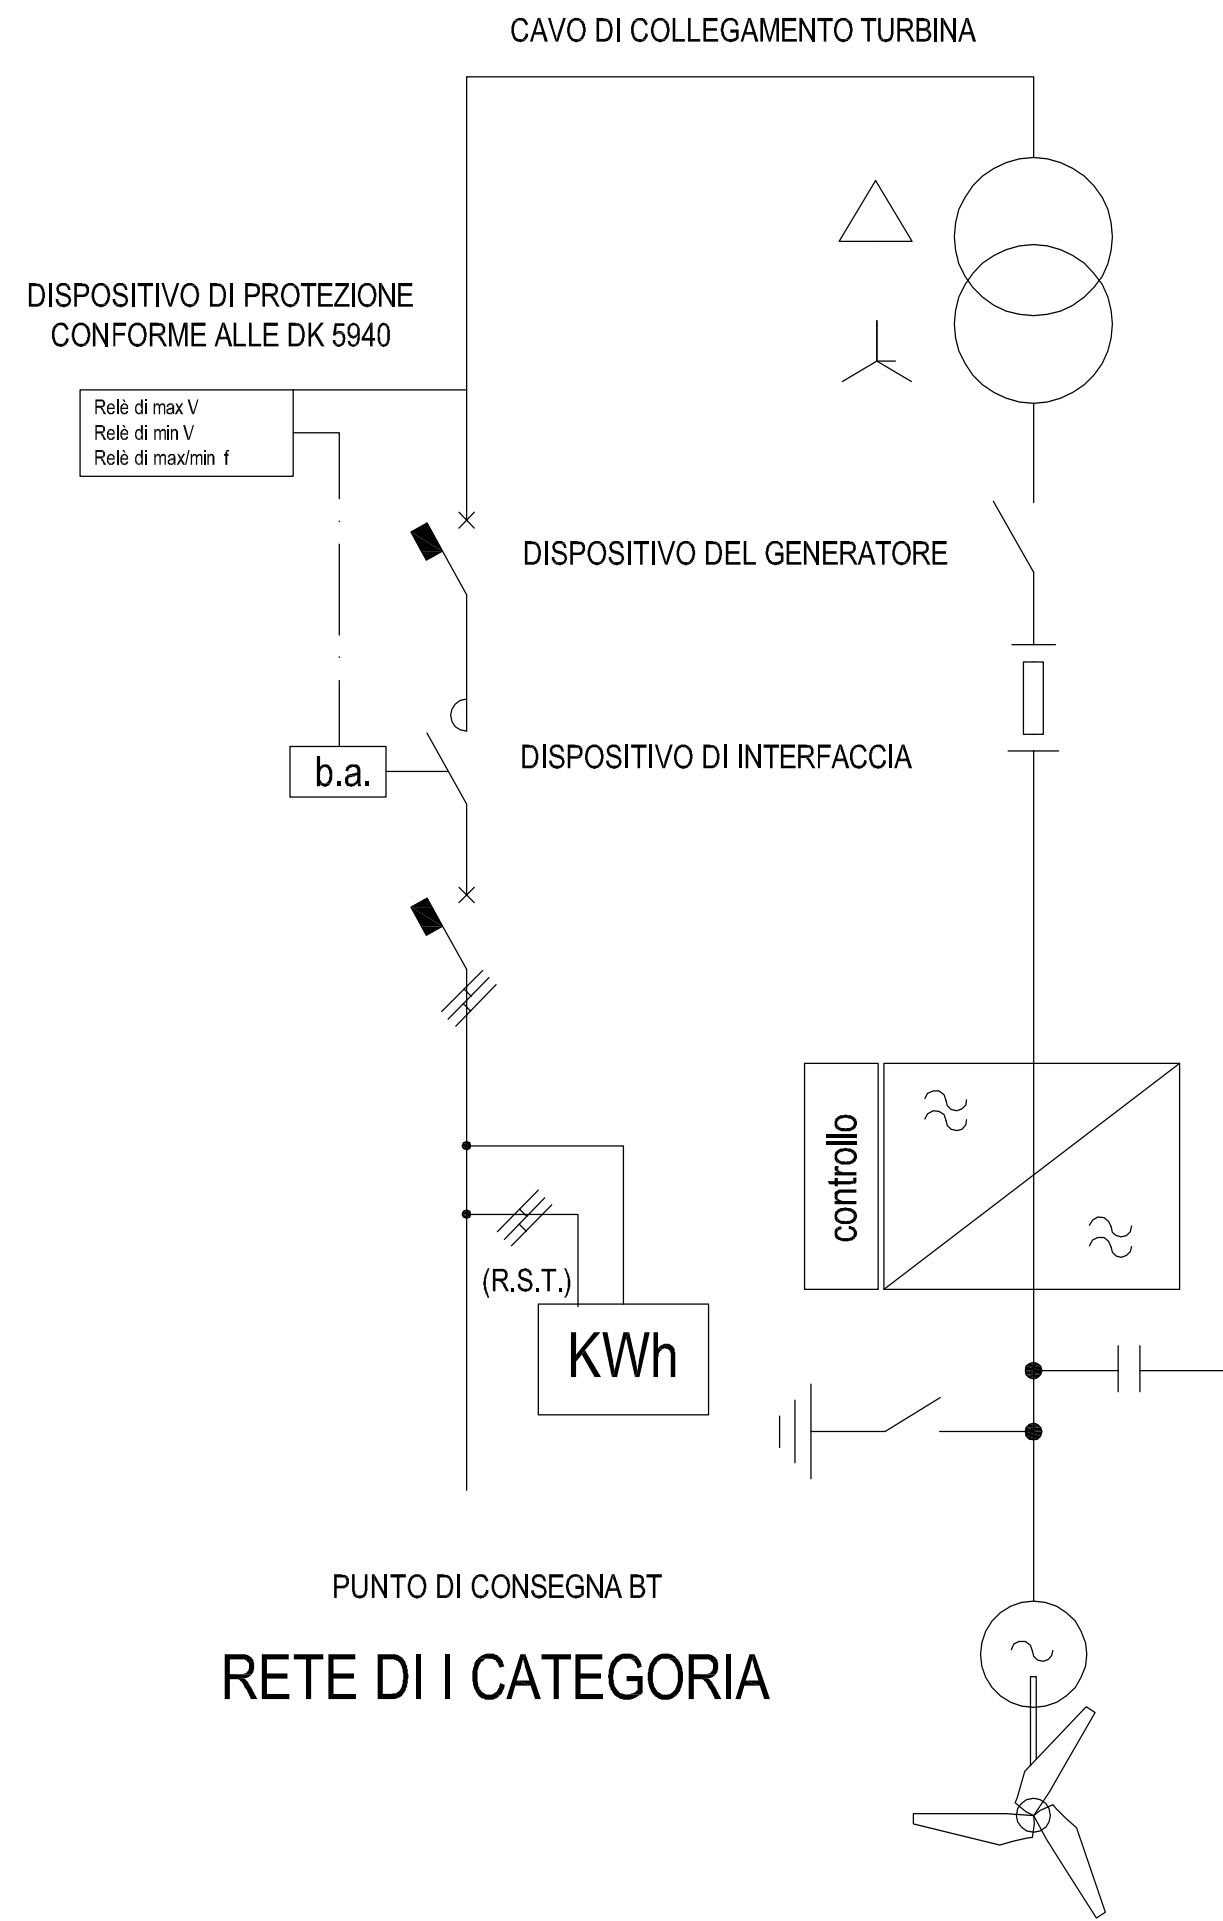 CAVO DI COLLEGAMENTO TURBINA
DISPOSITIVO DI PROTEZIONE
CONFORME ALLE DK 5940
Relè di max V
Relè di min V
Relè di max/min f
DISPOSITIVO DEL GENERATORE
DISPOSITIVO DI INTERFACCIA
b.a.
controllo
(R.S.T.)
KWh
PUNTO DI CONSEGNA BT
RETE DI I CATEGORIA